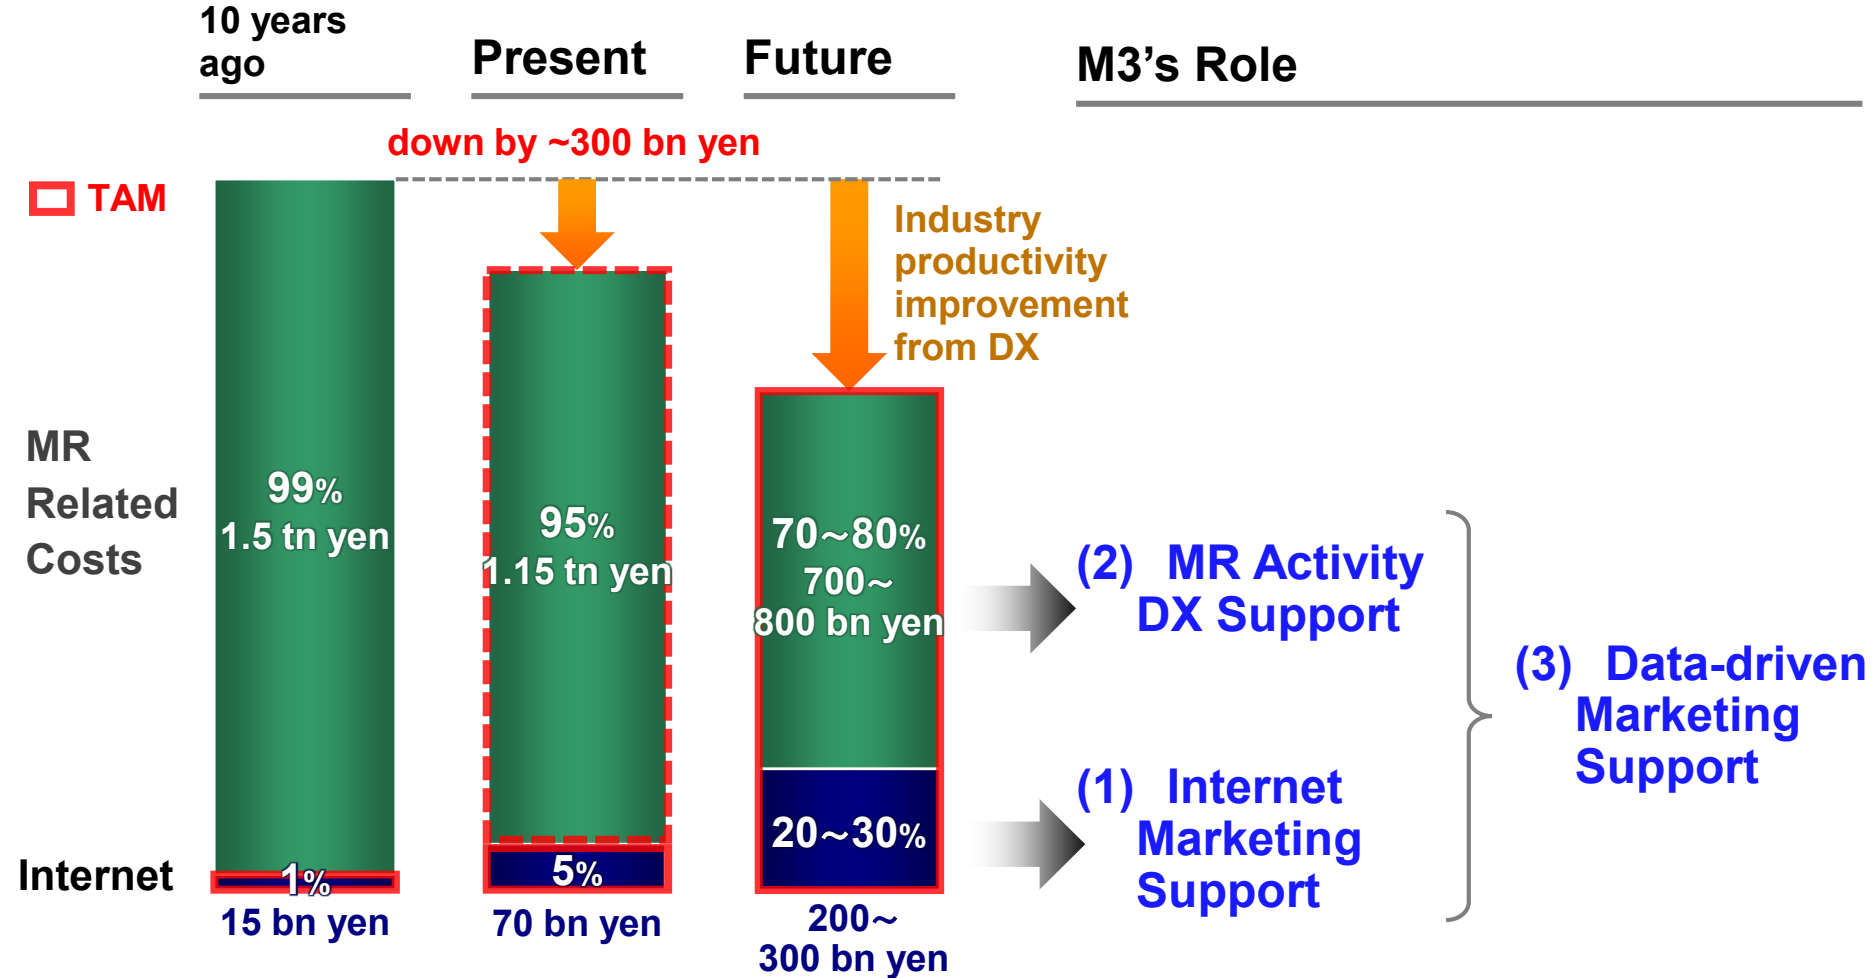 10 years
ago
Present
Future
M3's Role
down by ~300 bn yen
TAM
Industry
productivity
improvement
from DX
MR
Related
Costs
99%
1.5 tn yen
95%
1.15 tn yen
70～80%
700～
800 bn yen
(2) MR Activity
DX Support
(3) Data-driven
Marketing
Support
(1) Internet
Marketing
Support
20～30%
Internet
1%
5%
15 bn yen
70 bn yen
200～
300 bn yen